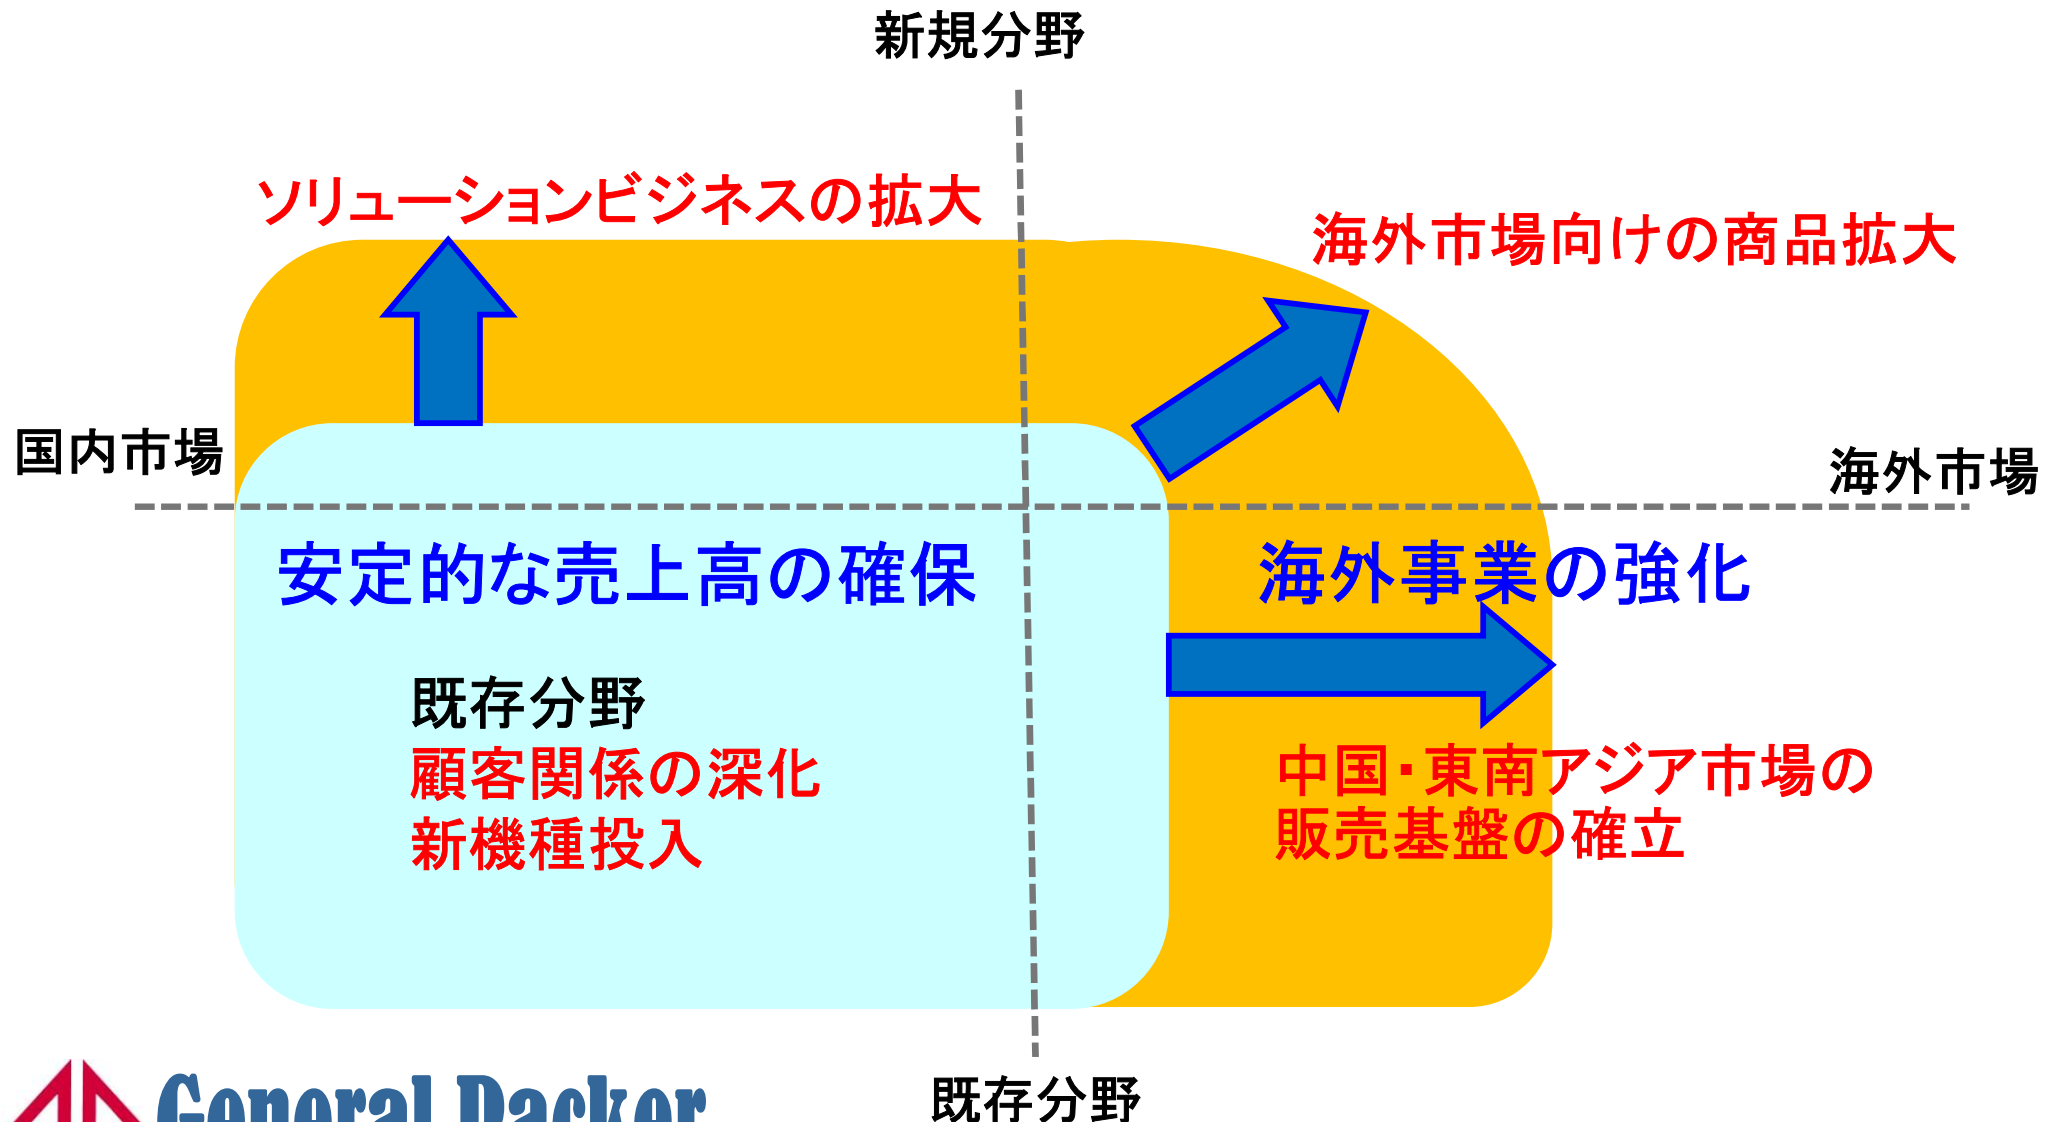 新規分野
ソリューションビジネスの拡大
海外市場向けの商品拡大
国内市場
海外市場
安定的な売上高の確保
海外事業の強化
既存分野
顧客関係の深化
新機種投入
中国・東南アジア市場の
販売基盤の確立
General Packer
既存分野